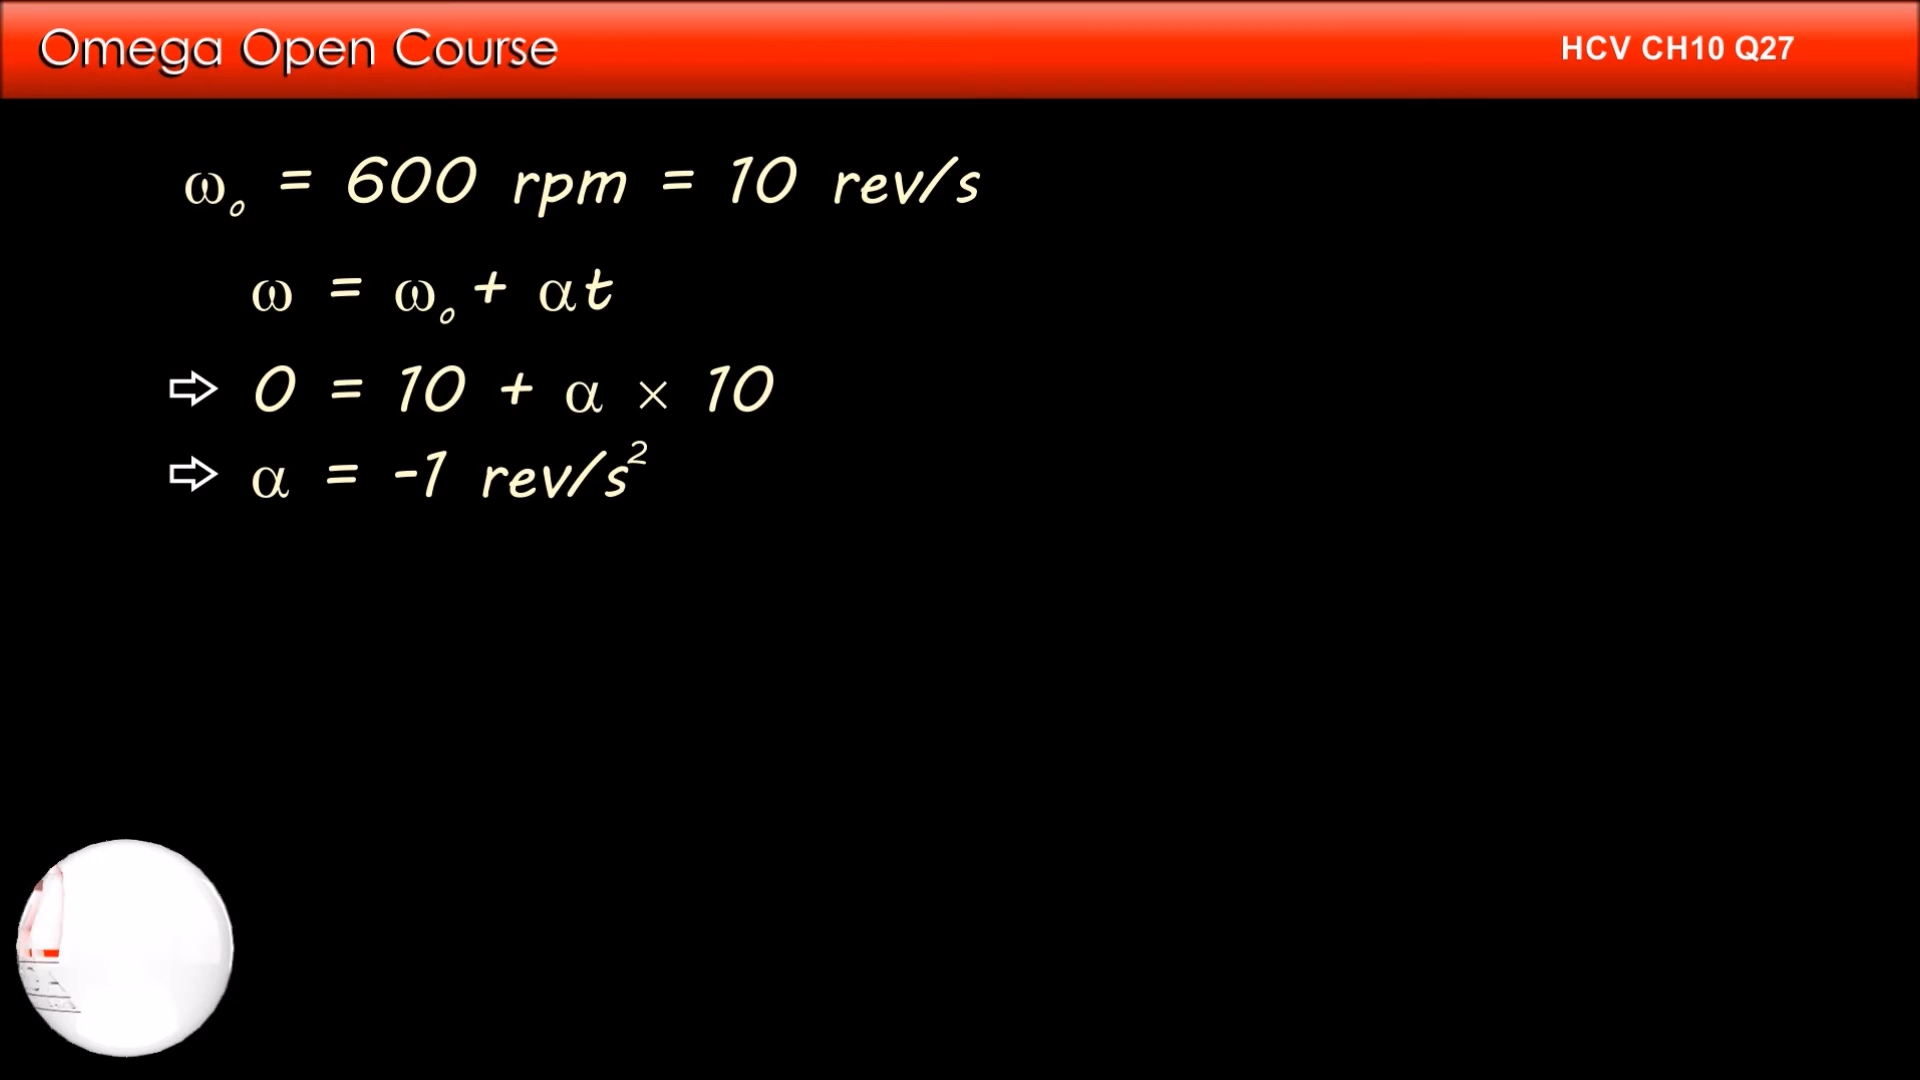 Omega Open Course
HCV CH10 Q27
ω₀ = 600 rpm = 10 rev/s
ω = ω₀ + αt
⇨ 0 = 10 + α × 10
⇨ α = -1 rev/s²